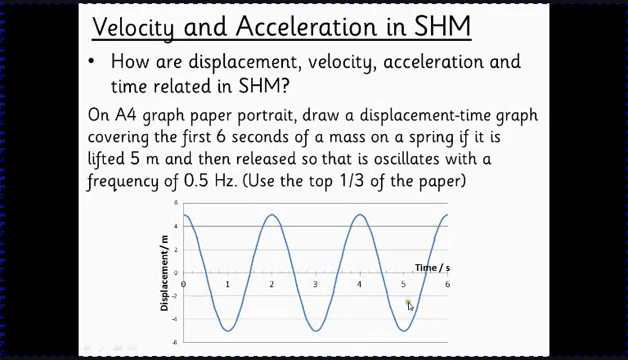 Velocity and Acceleration in SHM
• How are displacement, velocity, acceleration and
time related in SHM?
On A4 graph paper portrait, draw a displacement-time graph
covering the first 6 seconds of a mass on a spring if it is
lifted 5 m and then released so that is oscillates with a
frequency of 0.5 Hz. (Use the top 1/3 of the paper)
6
4
2
0
-2
-4
-6
Displacement/ m
Time / s
0 1 2 3 4 5 6